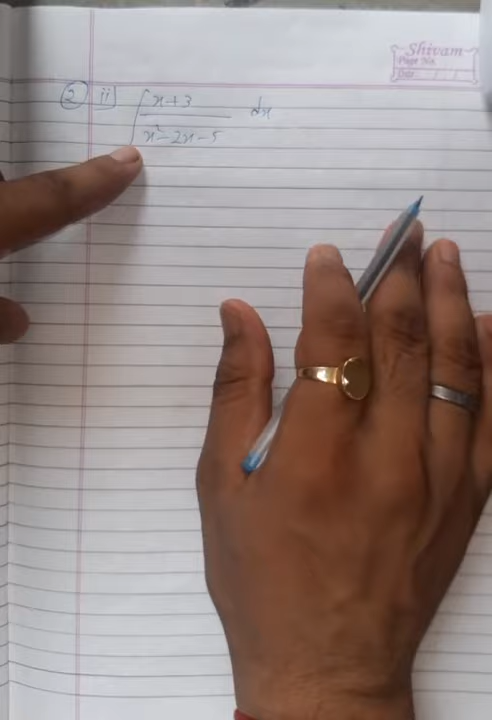 Shivam
Page No.
Date / /
② ii] ∫ x+3 dx
x²-2x-5